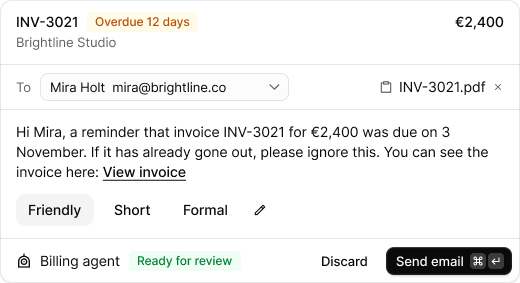 INV-3021 Overdue 12 days €2,400
Brightline Studio
To Mira Holt mira@brightline.co INV-3021.pdf ×
Hi Mira, a reminder that invoice INV-3021 for €2,400 was due on 3
November. If it has already gone out, please ignore this. You can see the
invoice here: View invoice
Friendly Short Formal
Billing agent Ready for review Discard Send email ⌘ ↵